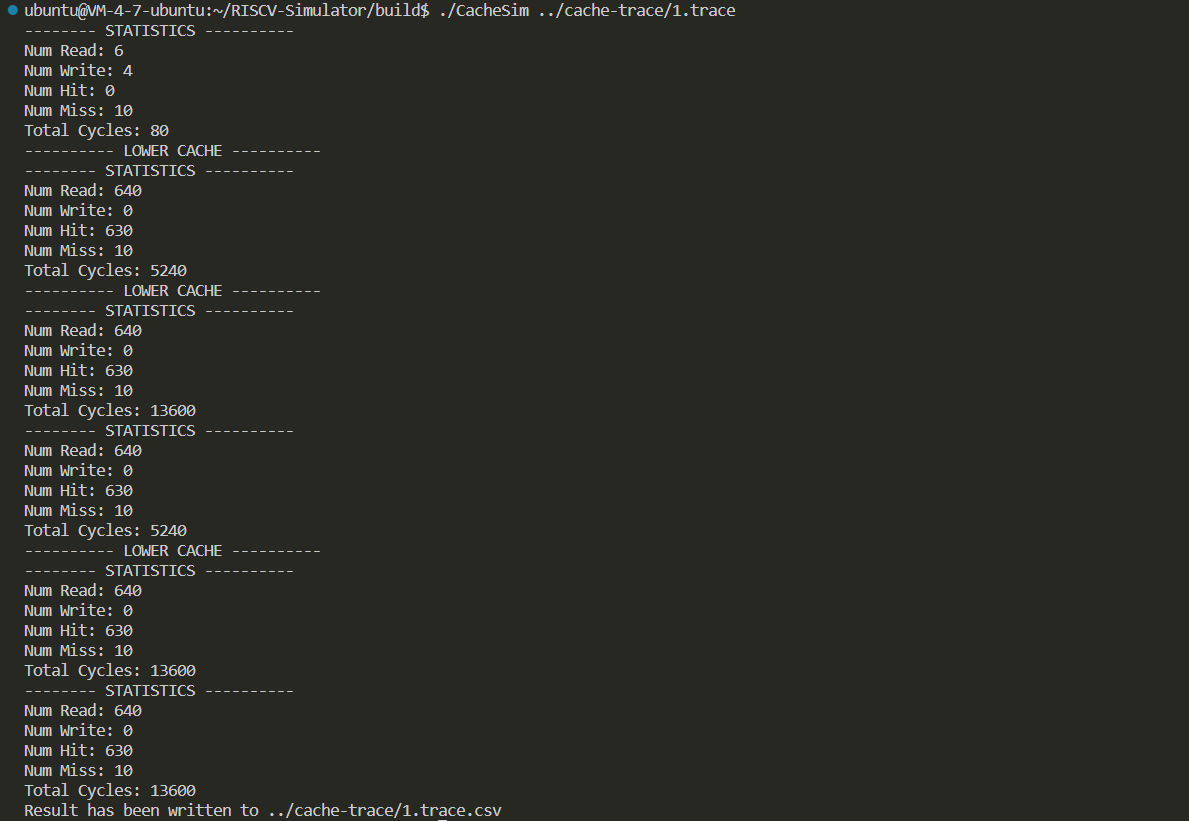 ubuntu@VM-4-7-ubuntu:~/RISCV-Simulator/build$ ./CacheSim ../cache-trace/1.trace
-------- STATISTICS ----------
Num Read: 6
Num Write: 4
Num Hit: 0
Num Miss: 10
Total Cycles: 80
---------- LOWER CACHE ----------
-------- STATISTICS ----------
Num Read: 640
Num Write: 0
Num Hit: 630
Num Miss: 10
Total Cycles: 5240
---------- LOWER CACHE ----------
-------- STATISTICS ----------
Num Read: 640
Num Write: 0
Num Hit: 630
Num Miss: 10
Total Cycles: 13600
-------- STATISTICS ----------
Num Read: 640
Num Write: 0
Num Hit: 630
Num Miss: 10
Total Cycles: 5240
---------- LOWER CACHE ----------
-------- STATISTICS ----------
Num Read: 640
Num Write: 0
Num Hit: 630
Num Miss: 10
Total Cycles: 13600
-------- STATISTICS ----------
Num Read: 640
Num Write: 0
Num Hit: 630
Num Miss: 10
Total Cycles: 13600
Result has been written to ../cache-trace/1.trace.csv